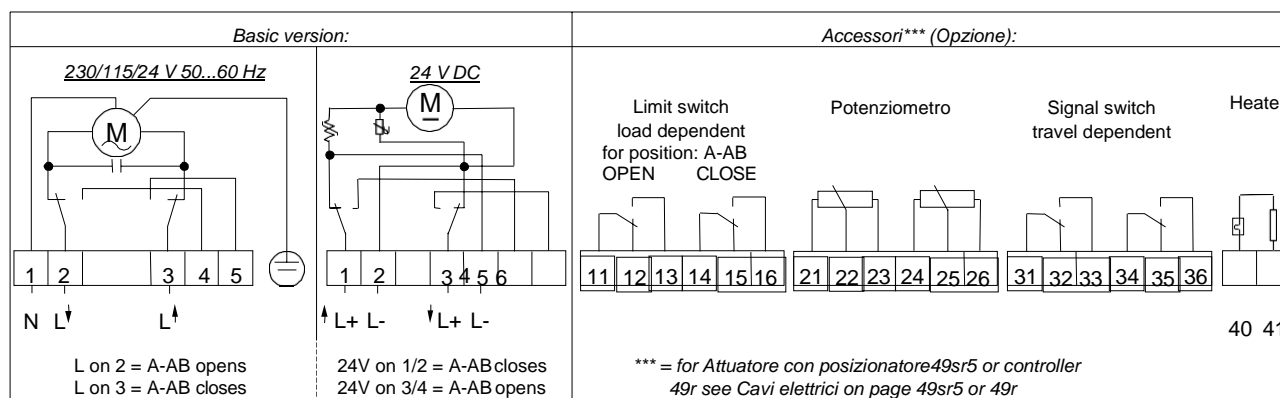 Basic version:
Accessori*** (Opzione):
230/115/24 V 50...60 Hz
24 V DC
M
M
Limit switch
load dependent
for position: A-AB
OPEN CLOSE
Potenziometro
Signal switch
travel dependent
Heate
1 2 3 4 5
1 2 3 4 5 6
11 12 13 14 15 16
21 22 23 24 25 26
31 32 33 34 35 36
N L L
L+ L- L+ L-
40 41
L on 2 = A-AB opens
L on 3 = A-AB closes
24V on 1/2 = A-AB closes
24V on 3/4 = A-AB opens
*** = for Attuatore con posizionatore49sr5 or controller
49r see Cavi elettrici on page 49sr5 or 49r